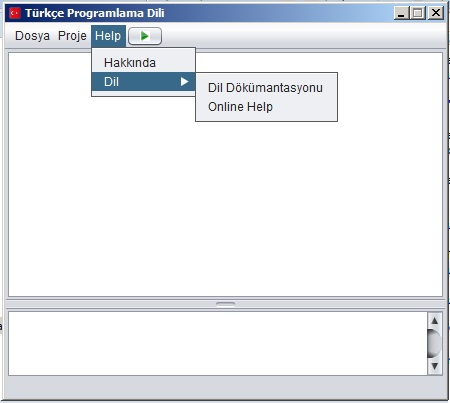 Türkçe Programlama Dili
Dosya Proje Help
Hakkında
Dil
Dil Dökümantasyonu
Online Help